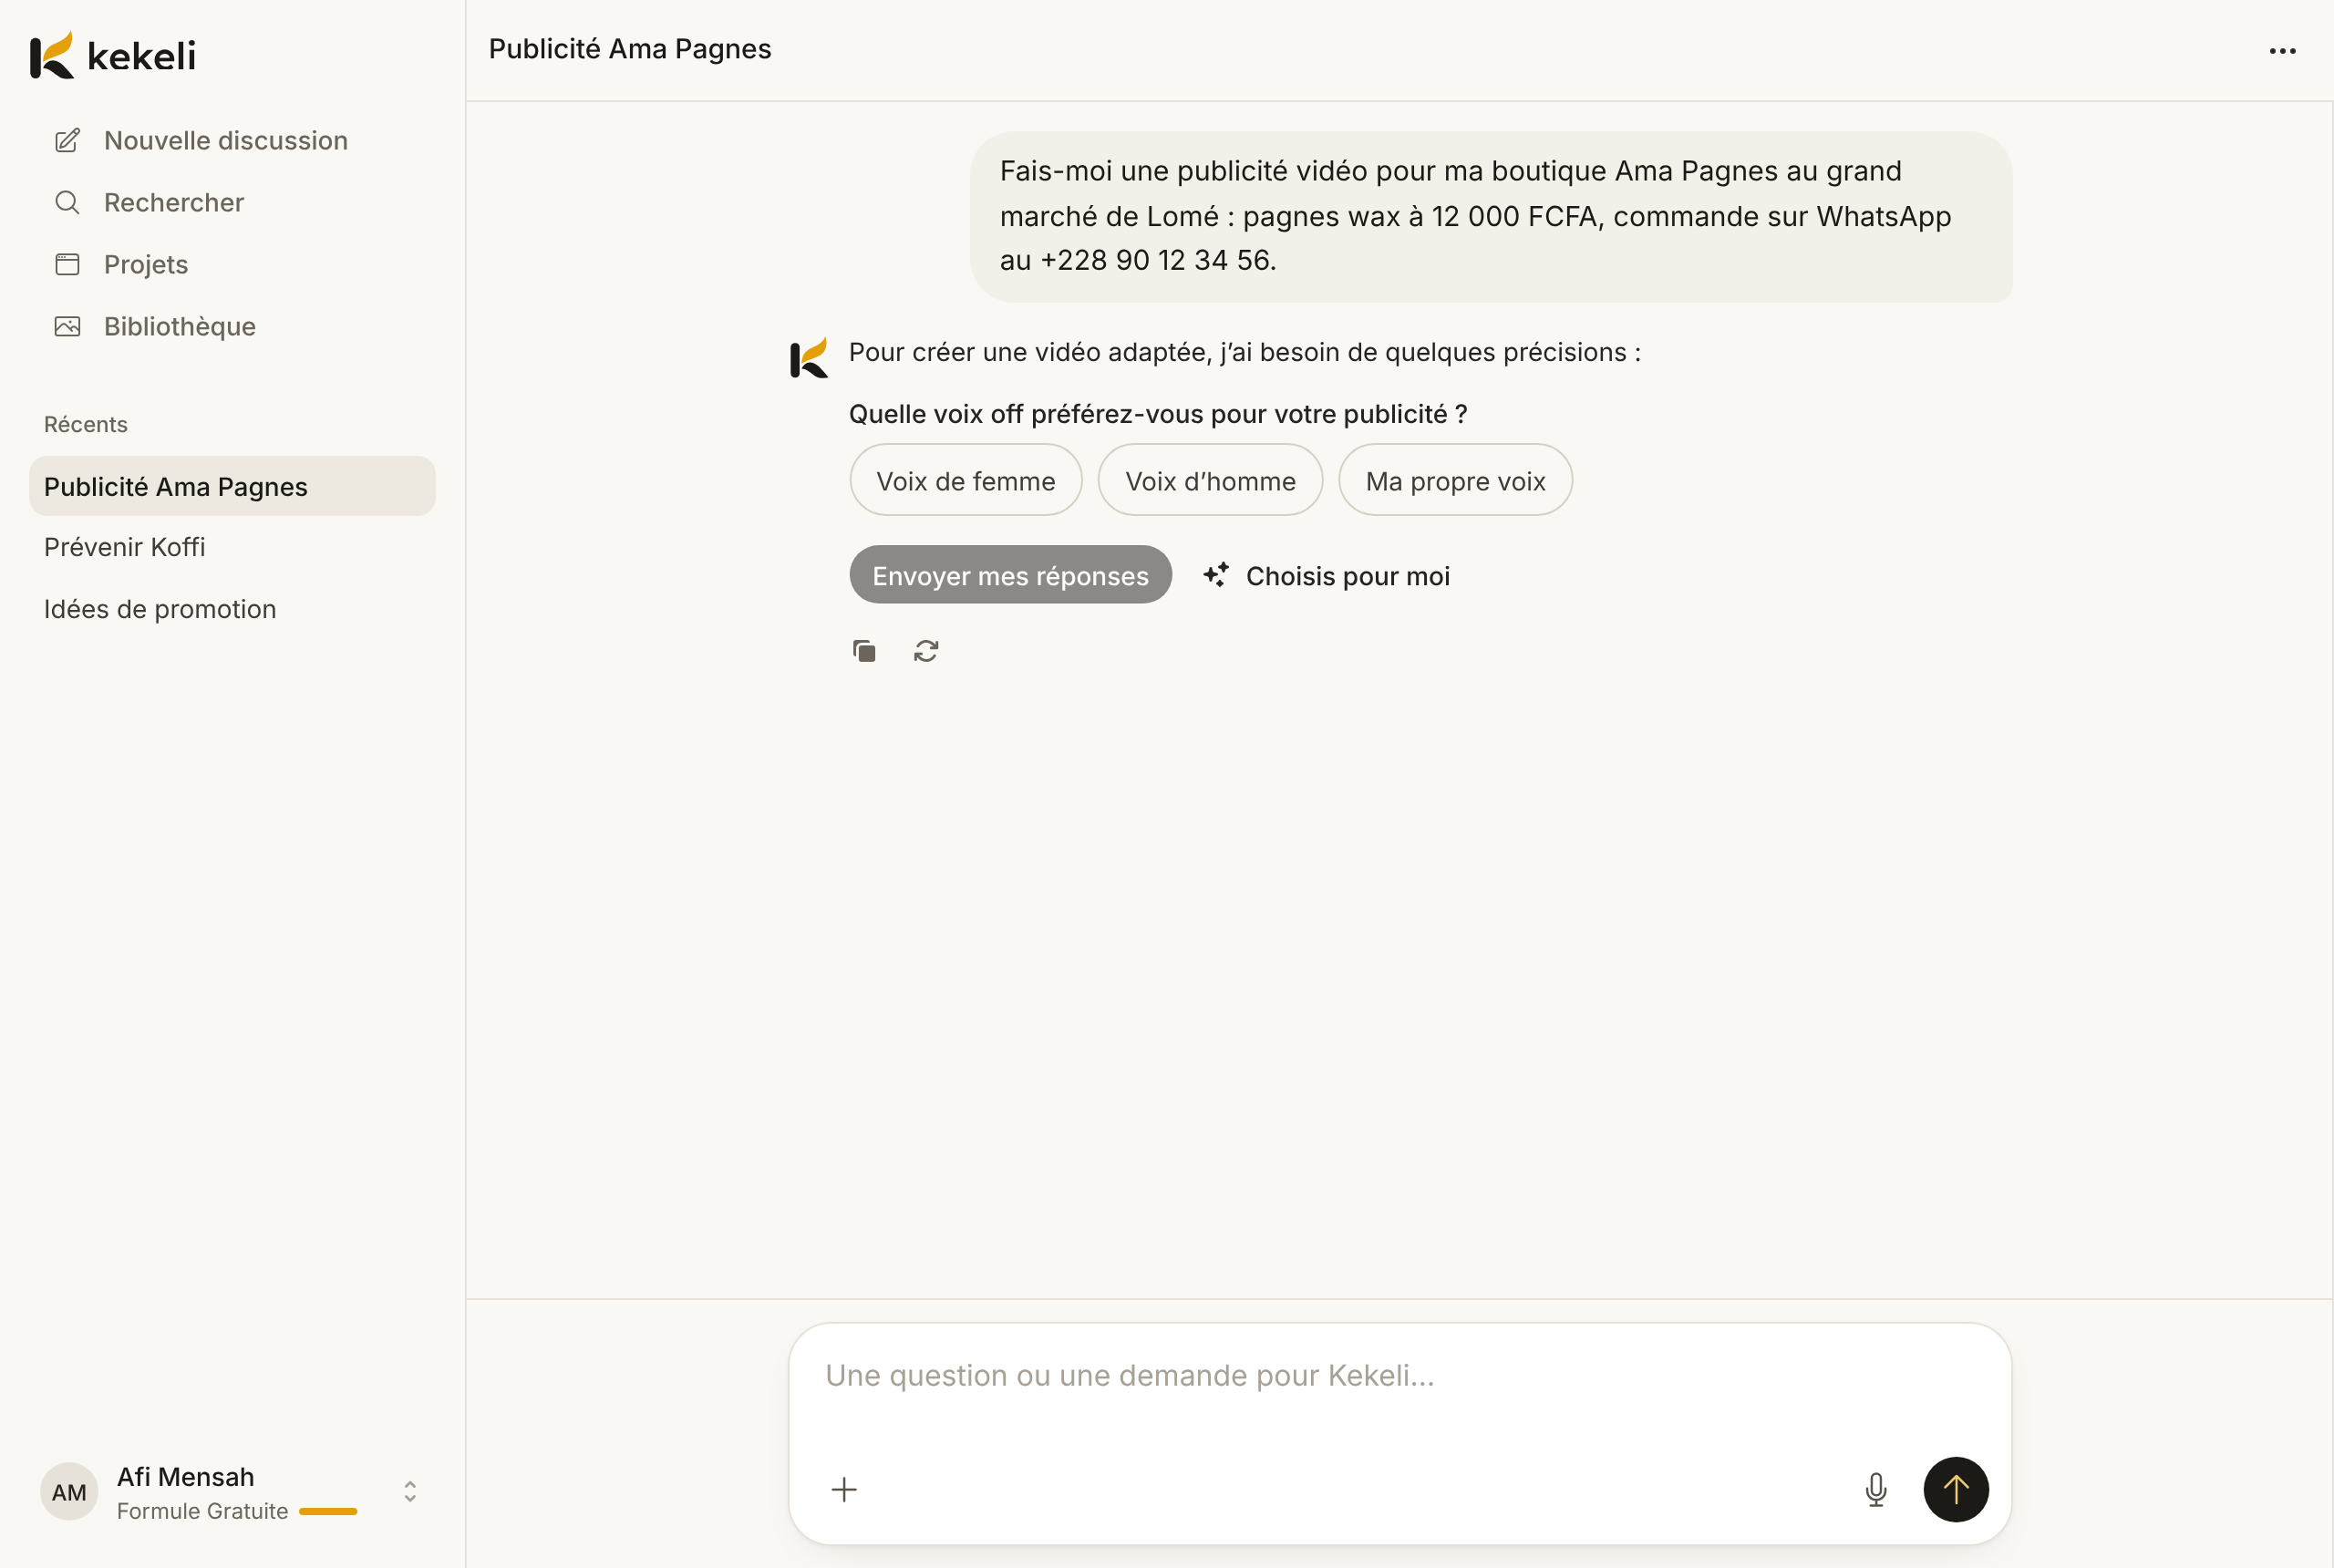 kekeli
Nouvelle discussion
Rechercher
Projets
Bibliothèque
Récents
Publicité Ama Pagnes
Prévenir Koffi
Idées de promotion
AM
Afi Mensah
Formule Gratuite
Publicité Ama Pagnes
Fais-moi une publicité vidéo pour ma boutique Ama Pagnes au grand
marché de Lomé : pagnes wax à 12 000 FCFA, commande sur WhatsApp
au +228 90 12 34 56.
Pour créer une vidéo adaptée, j’ai besoin de quelques précisions :
Quelle voix off préférez-vous pour votre publicité ?
Voix de femme Voix d’homme Ma propre voix
Envoyer mes réponses Choisis pour moi
Une question ou une demande pour Kekeli...